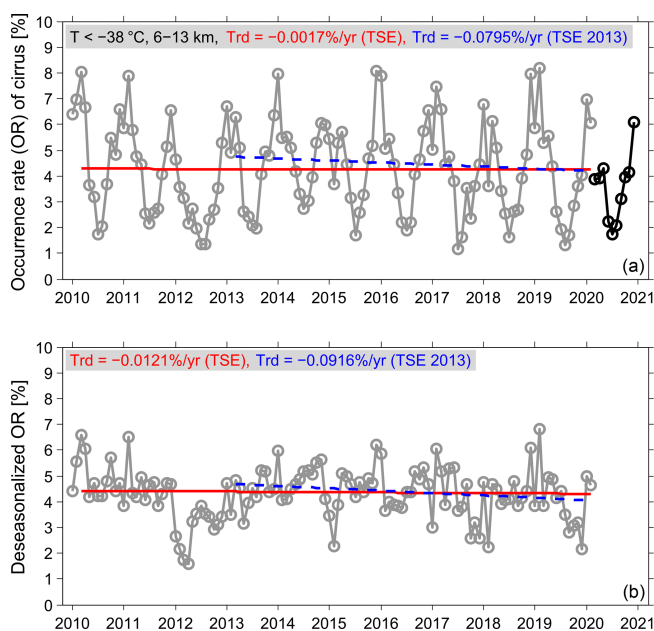 T < −38 °C, 6−13 km, Trd = −0.0017%/yr (TSE), Trd = −0.0795%/yr (TSE 2013)
Occurrence rate (OR) of cirrus [%]
10
9
8
7
6
5
4
3
2
1
0
(a)
2010 2011 2012 2013 2014 2015 2016 2017 2018 2019 2020 2021
Trd = −0.0121%/yr (TSE), Trd = −0.0916%/yr (TSE 2013)
Deseasonalized OR [%]
10
9
8
7
6
5
4
3
2
1
0
(b)
2010 2011 2012 2013 2014 2015 2016 2017 2018 2019 2020 2021